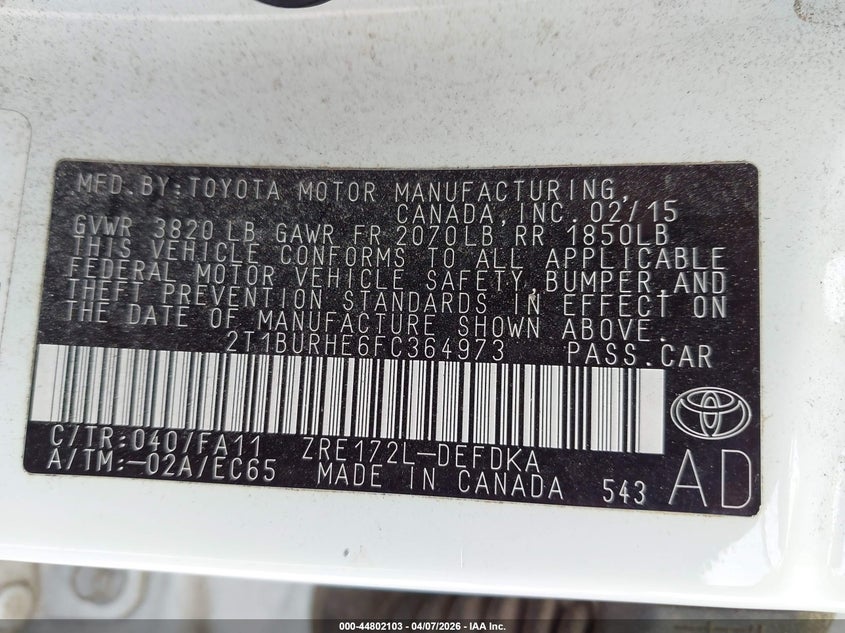 MFD. BY: TOYOTA MOTOR MANUFACTURING,
CANADA, INC. 02/15
GVWR 3820 LB GAWR FR 2070LB, RR 1850LB
THIS VEHICLE CONFORMS TO ALL APPLICABLE
FEDERAL MOTOR VEHICLE SAFETY, BUMPER, AND
THEFT PREVENTION STANDARDS IN EFFECT ON
THE DATE OF MANUFACTURE SHOWN ABOVE.
2T1BURHE6FC364973 PASS. CAR
C/TR: 040/FA11 ZRE172L-DEFDKA
A/TM: -02A/EC65 MADE IN CANADA 543 AD
000-44802103 - 04/07/2026 - IAA Inc.